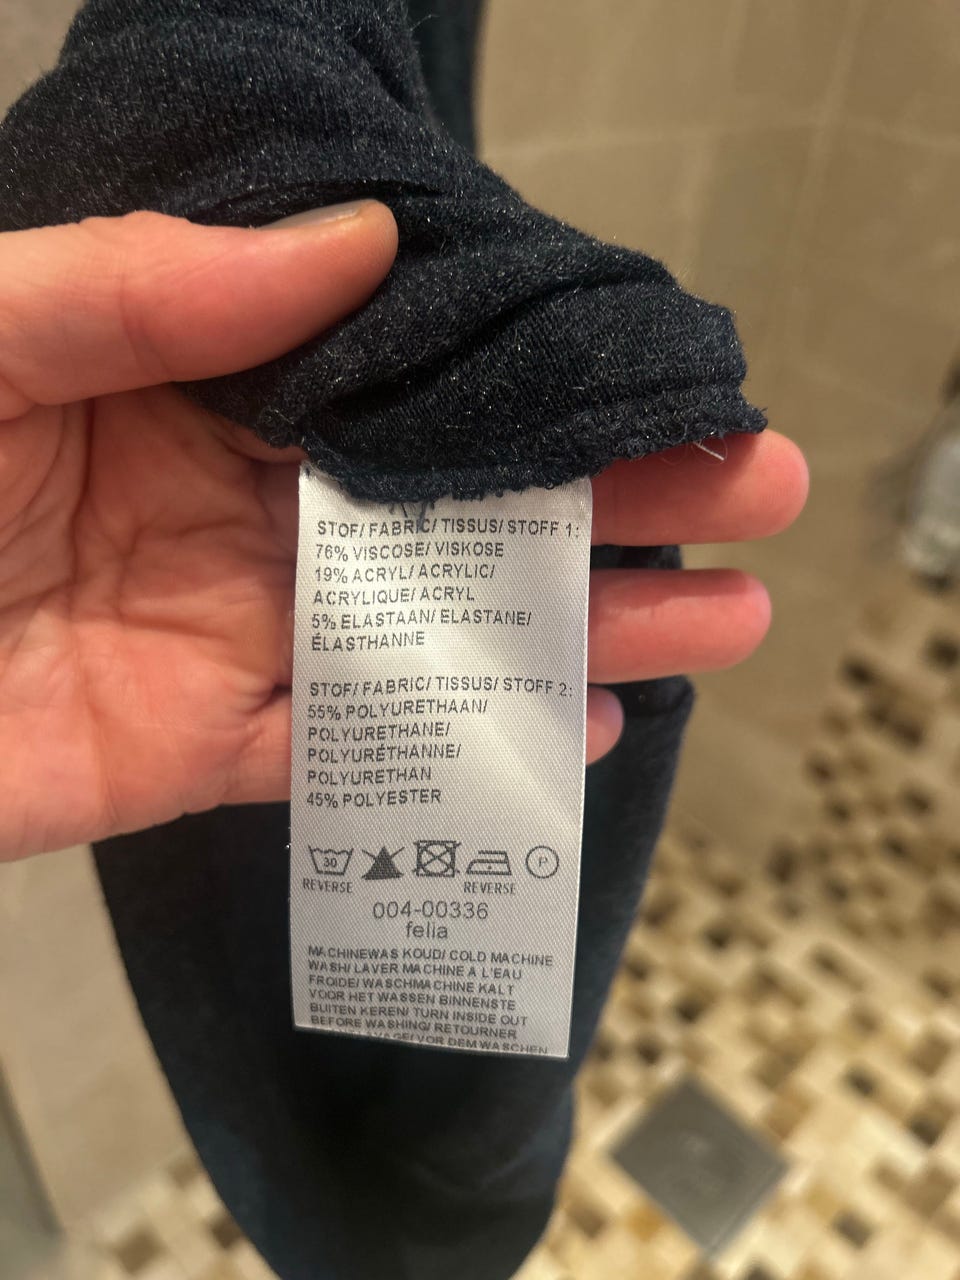 STOF/ FABRIC/ TISSUS/ STOFF 1:
76% VISCOSE/ VISKOSE
19% ACRYL/ ACRYLIC/
ACRYLIQUE/ ACRYL
5% ELASTAAN/ ELASTANE/
ÉLASTHANNE
STOF/ FABRIC/ TISSUS/ STOFF 2:
55% POLYURETHAAN/
POLYURETHANE/
POLYURÉTHANNE/
POLYURETHAN
45% POLYESTER
30 P
REVERSE REVERSE
004-00336
felia
MACHINEWAS KOUD/ COLD MACHINE
WASH/ LAVER MACHINE A L'EAU
FROIDE/ WASCHMACHINE KALT
VOOR HET WASSEN BINNENSTE
BUITEN KEREN/ TURN INSIDE OUT
BEFORE WASHING/ RETOURNER
VOR DEM WASCHEN